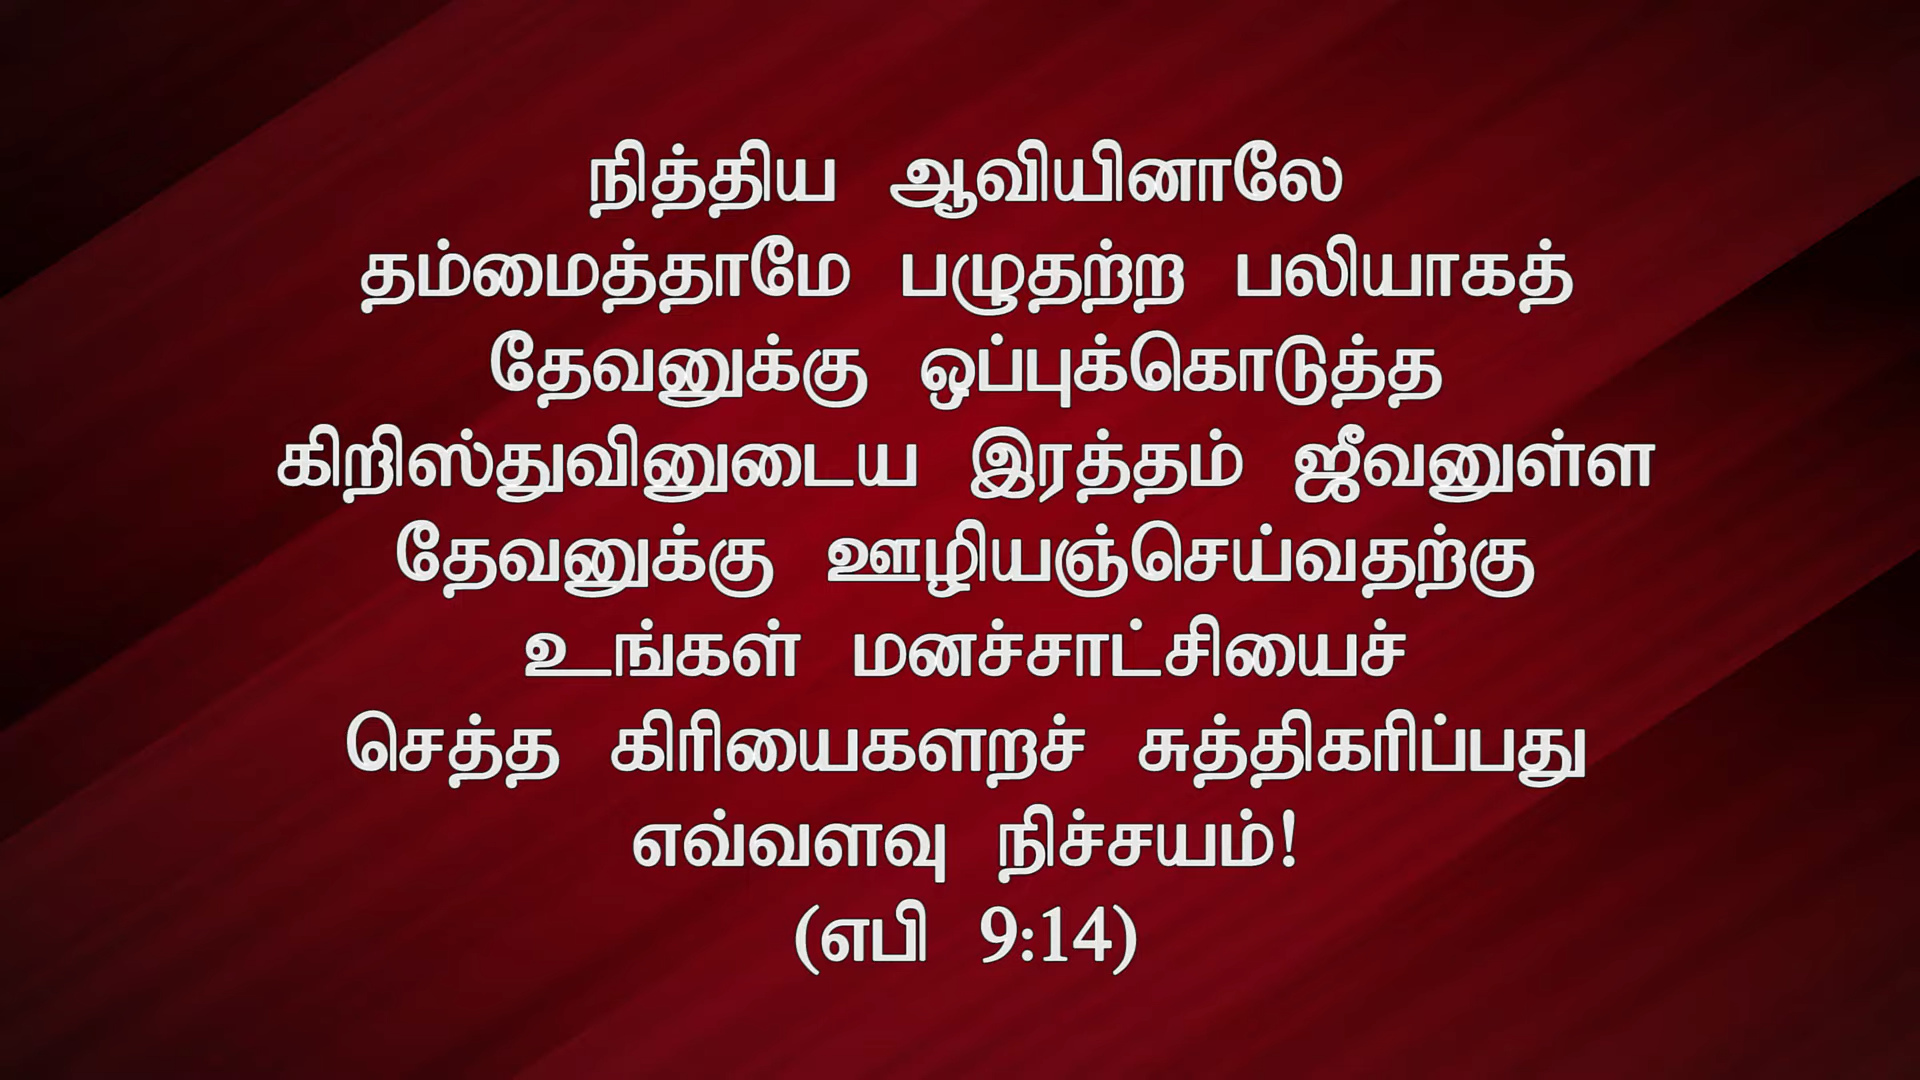 நித்திய ஆவியினாலே
தம்மைத்தாமே பழுதற்ற பலியாகத்
தேவனுக்கு ஒப்புக்கொடுத்த
கிறிஸ்துவினுடைய இரத்தம் ஜீவனுள்ள
தேவனுக்கு ஊழியஞ்செய்வதற்கு
உங்கள் மனச்சாட்சியைச்
செத்த கிரியைகளறச் சுத்திகரிப்பது
எவ்வளவு நிச்சயம்!
(எபி 9:14)